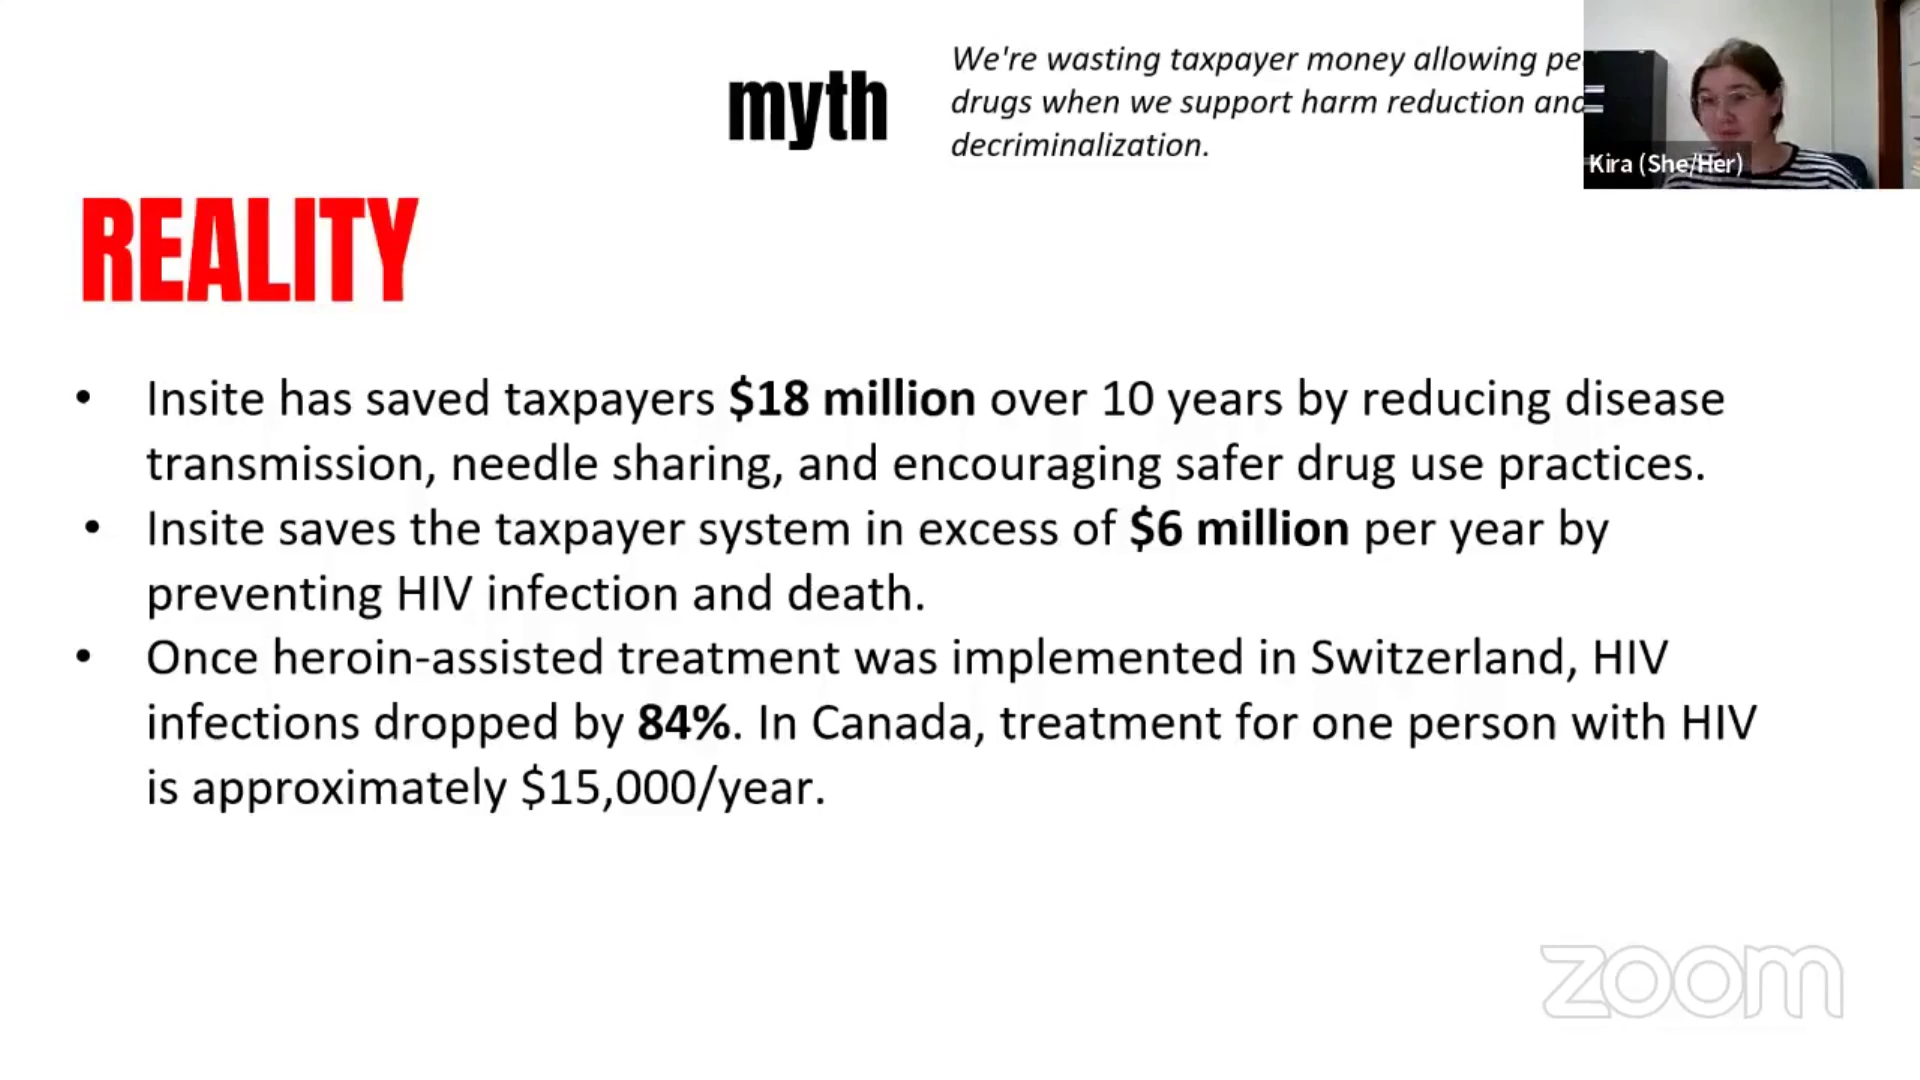 myth
We're wasting taxpayer money allowing
drugs when we support harm reduction and
decriminalization.
Kira (She/Her)
REALITY
• Insite has saved taxpayers $18 million over 10 years by reducing disease
transmission, needle sharing, and encouraging safer drug use practices.
• Insite saves the taxpayer system in excess of $6 million per year by
preventing HIV infection and death.
• Once heroin-assisted treatment was implemented in Switzerland, HIV
infections dropped by 84%. In Canada, treatment for one person with HIV
is approximately $15,000/year.
zoom